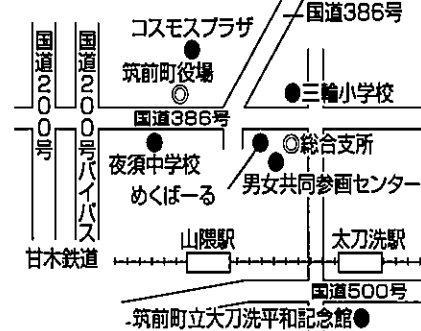 国道386号
コスモスプラザ
国道200号
国道200号バイパス
筑前町役場
三輪小学校
国道386号
夜須中学校
総合支所
めくばーる
男女共同参画センター
甘木鉄道
山隈駅
太刀洗駅
国道500号
筑前町立大刀洗平和記念館